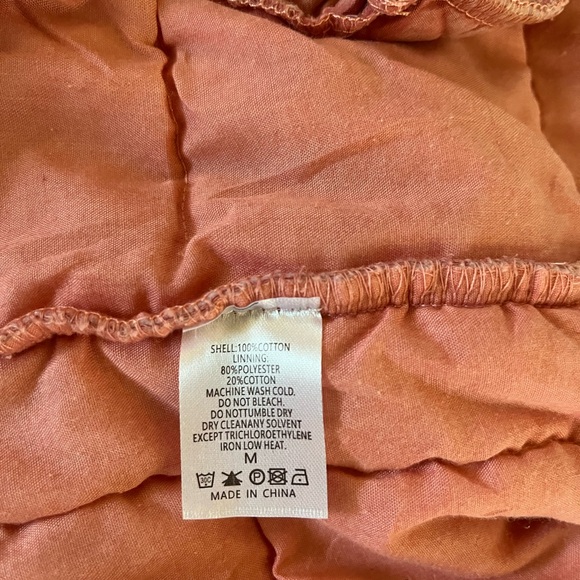 SHELL:100%COTTON
LINNING:
80%POLYESTER
20%COTTON
MACHINE WASH COLD.
DO NOT BLEACH.
DO NOTTUMBLE DRY
DRY CLEANANY SOLVENT
EXCEPT TRICHLOROETHYLENE
IRON LOW HEAT.
M
30C P
MADE IN CHINA